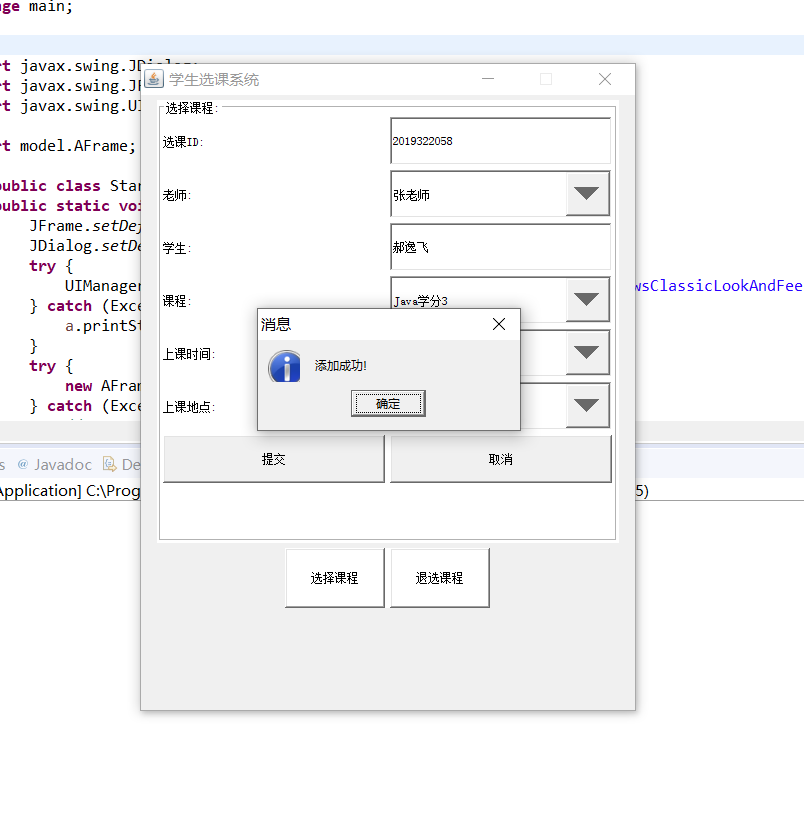 age main;
rt javax.swing.JDialog;
rt javax.swing.JF
rt javax.swing.UI
rt model.AFrame;
public class Star
public static voi
JFrame.setDef
JDialog.setDe
try {
UIManager wsClassicLookAndFee
} catch (Exce
a.printSt
}
try {
new AFram
} catch (Exce
s @ Javadoc De
Application] C:\Prog 5)
学生选课系统
选择课程:
选课ID: 2019322058
老师: 张老师
学生: 郝逸飞
课程: Java学分3
上课时间:
上课地点:
消息
添加成功!
确定
提交 取消
选择课程 退选课程